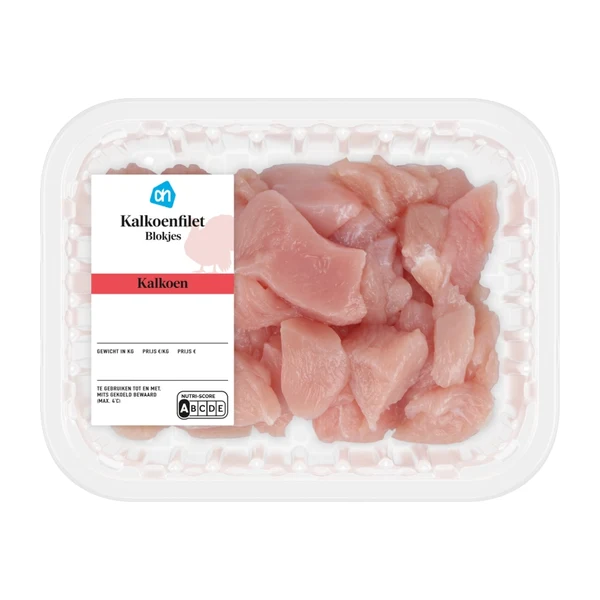 ah
Kalkoenfilet
Blokjes
Kalkoen
GEWICHT IN KG PRIJS €/KG PRIJS €
TE GEBRUIKEN TOT EN MET,
MITS GEKOELD BEWAARD
(MAX. 4°C)
NUTRI-SCORE
ABCDE